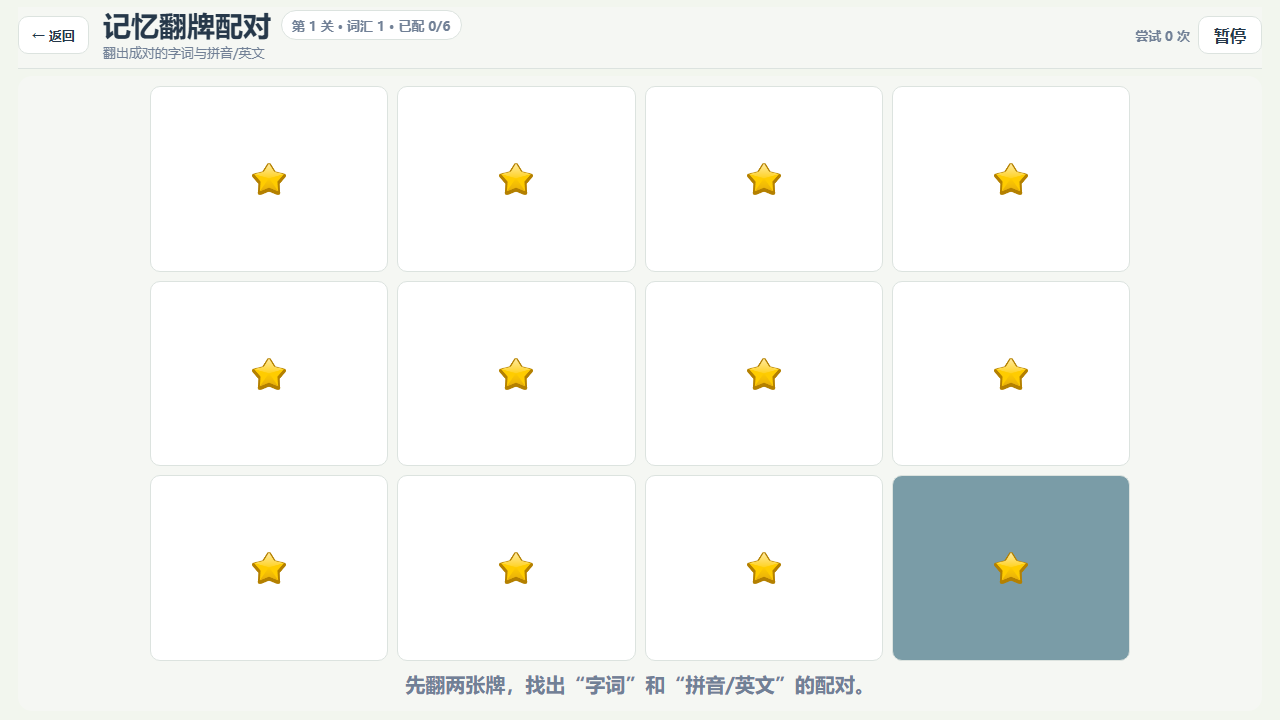 ← 返回
记忆翻牌配对
第 1 关 • 词汇 1 • 已配 0/6
翻出成对的字词与拼音/英文
尝试 0 次
暂停
先翻两张牌，找出“字词”和“拼音/英文”的配对。